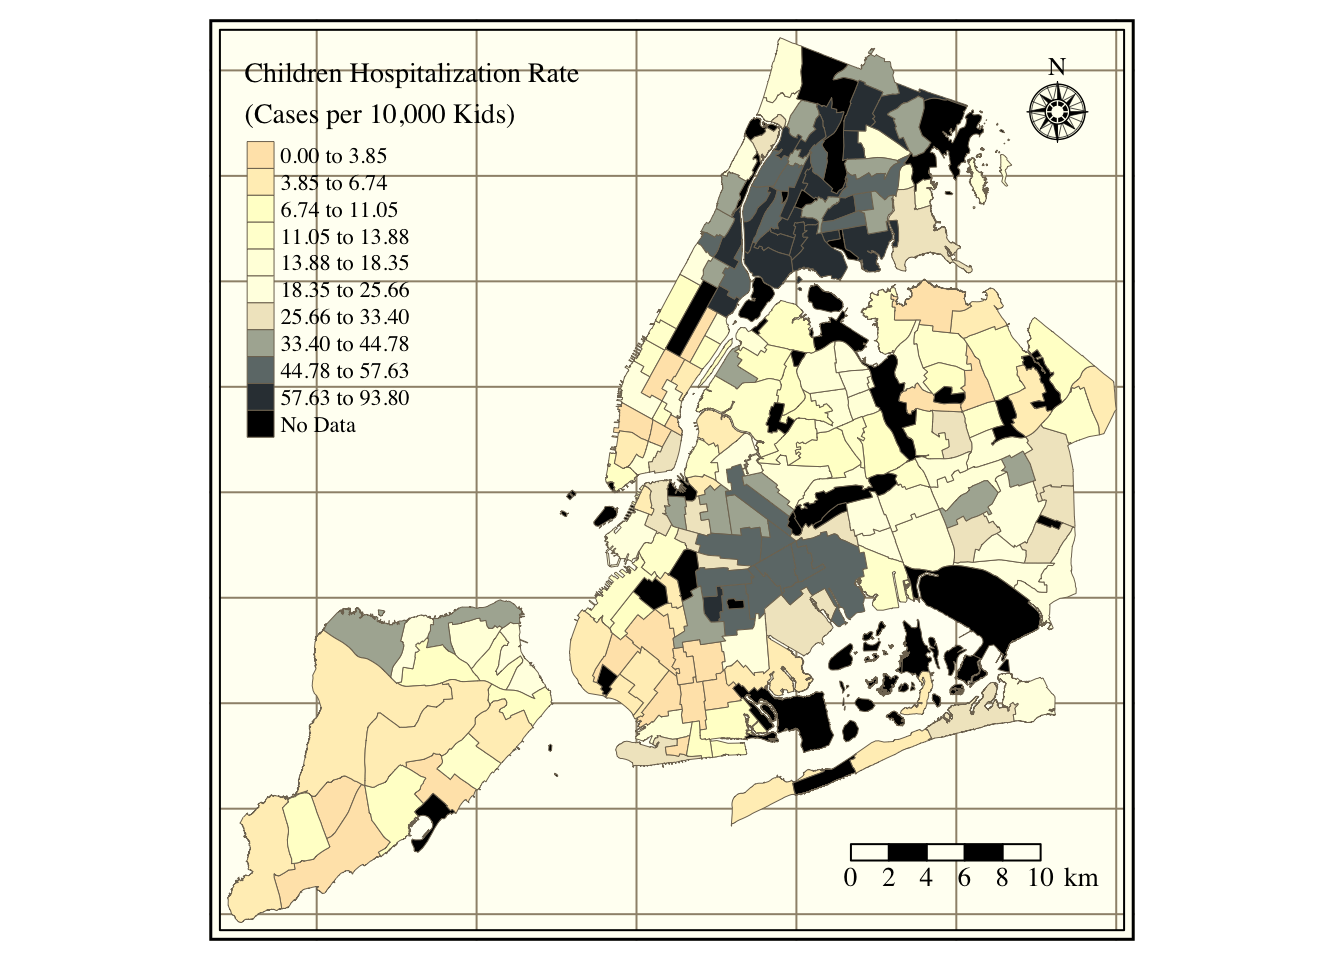 Children Hospitalization Rate
(Cases per 10,000 Kids)
0.00 to 3.85
3.85 to 6.74
6.74 to 11.05
11.05 to 13.88
13.88 to 18.35
18.35 to 25.66
25.66 to 33.40
33.40 to 44.78
44.78 to 57.63
57.63 to 93.80
No Data
N
0 2 4 6 8 10 km